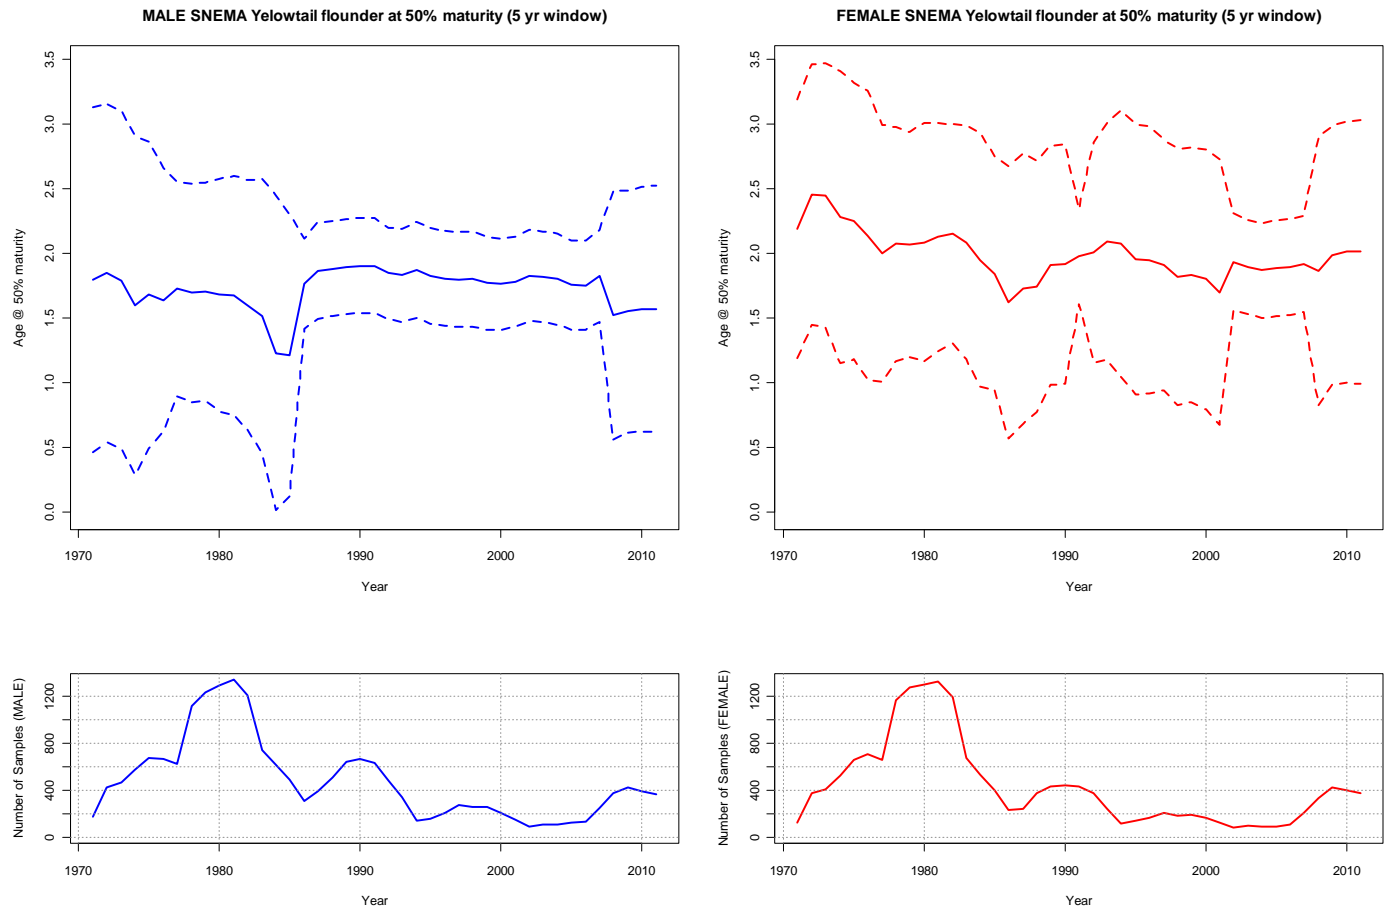 MALE SNEMA Yelowtail flounder at 50% maturity (5 yr window)
Age @ 50% maturity
3.5
3.0
2.5
2.0
1.5
1.0
0.5
0.0
1970 1980 1990 2000 2010
Year
FEMALE SNEMA Yelowtail flounder at 50% maturity (5 yr window)
Age @ 50% maturity
3.5
3.0
2.5
2.0
1.5
1.0
0.5
0.0
1970 1980 1990 2000 2010
Year
Number of Samples (MALE)
1200
800
400
0
1970 1980 1990 2000 2010
Year
Number of Samples (FEMALE)
1200
800
400
0
1970 1980 1990 2000 2010
Year